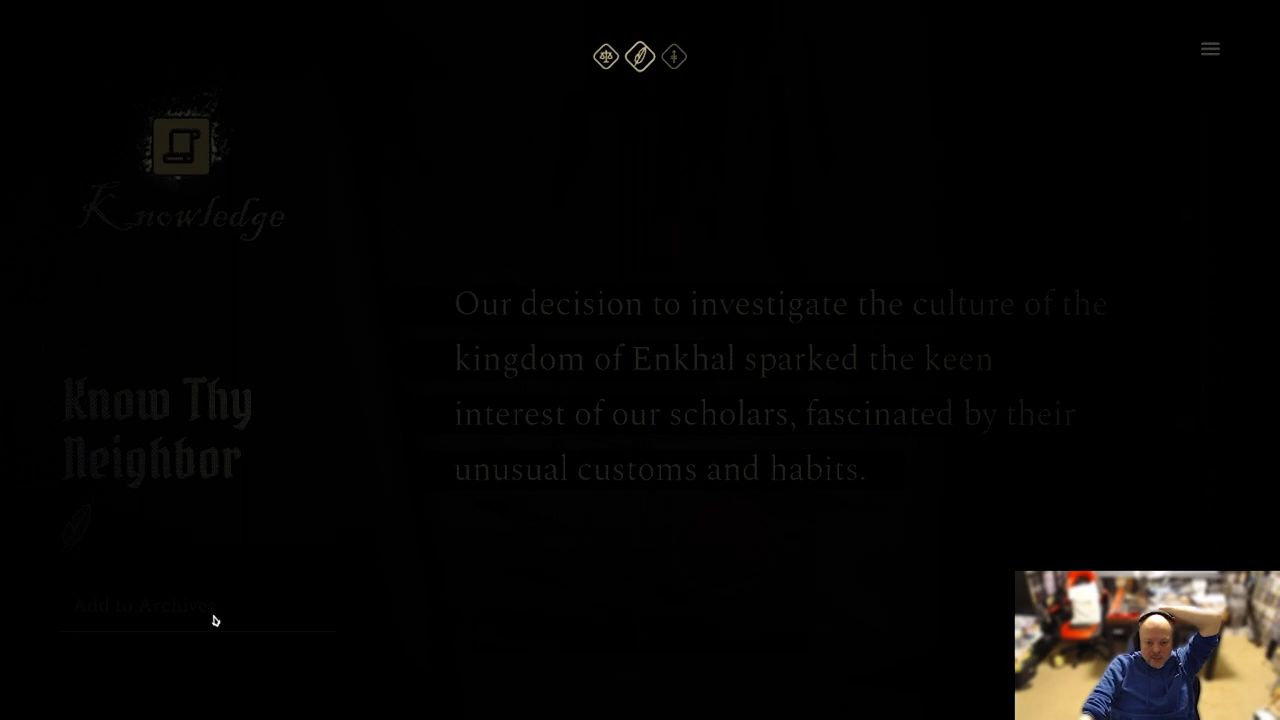 Knowledge
Our decision to investigate the culture of the
kingdom of Enkhal sparked the keen
interest of our scholars, fascinated by their
unusual customs and habits.
Know Thy
Neighbor
Add to Archives